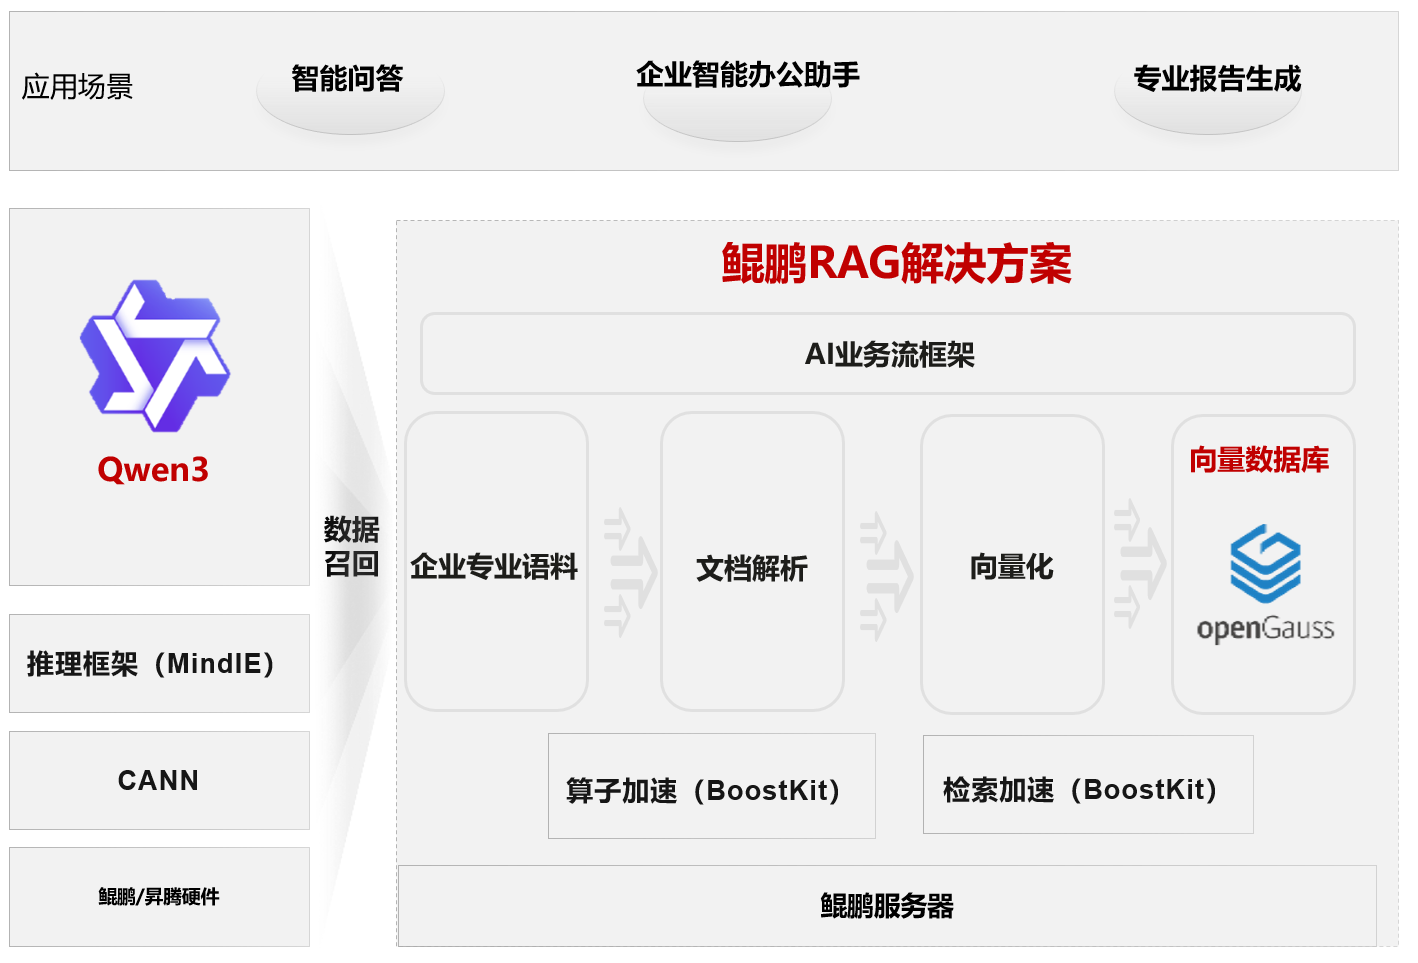 应用场景
智能问答
企业智能办公助手
专业报告生成
Qwen3
推理框架（MindIE）
CANN
鲲鹏/昇腾硬件
数据
召回
鲲鹏RAG解决方案
AI业务流框架
企业专业语料
文档解析
向量化
向量数据库
openGauss
算子加速（BoostKit）
检索加速（BoostKit）
鲲鹏服务器